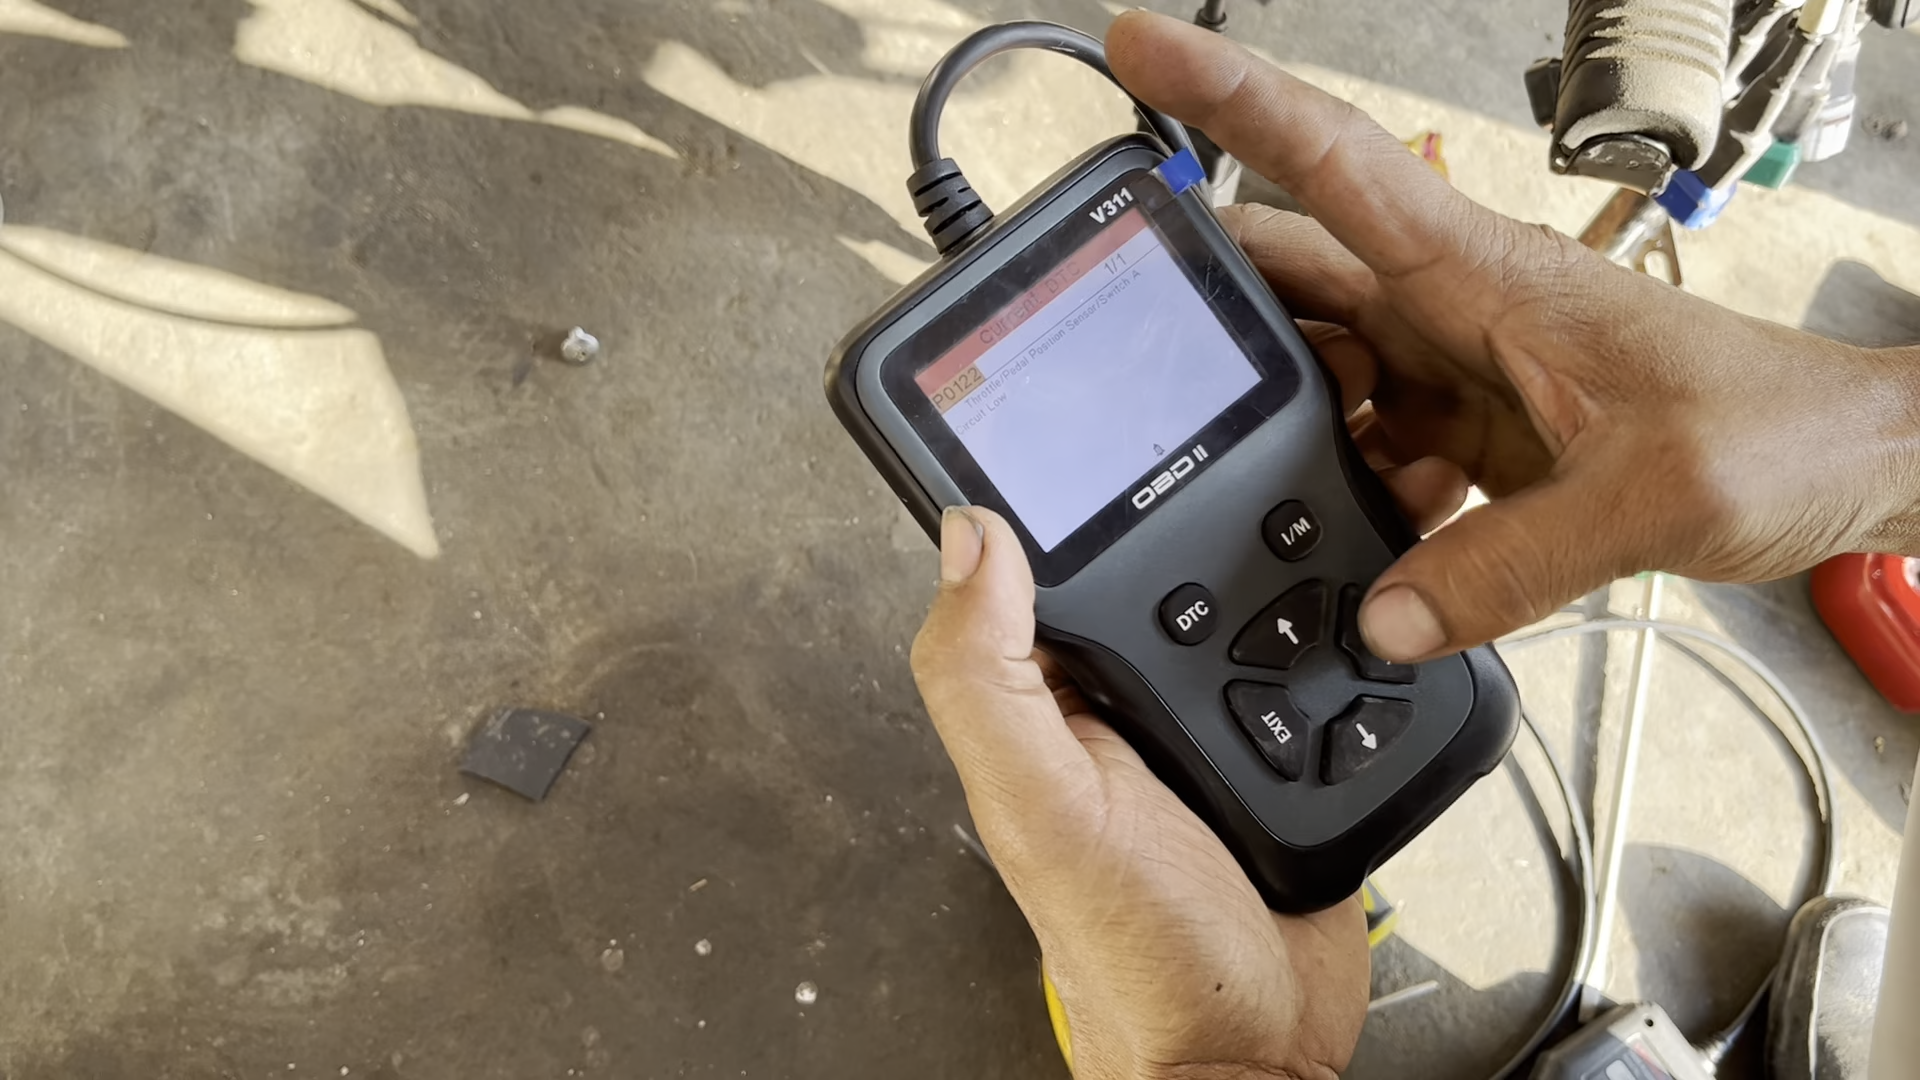 V311
Current DTC 1/1
P0122
Throttle/Pedal Position Sensor/Switch A
Circuit Low
OBD II
I/M
DTC
EXIT